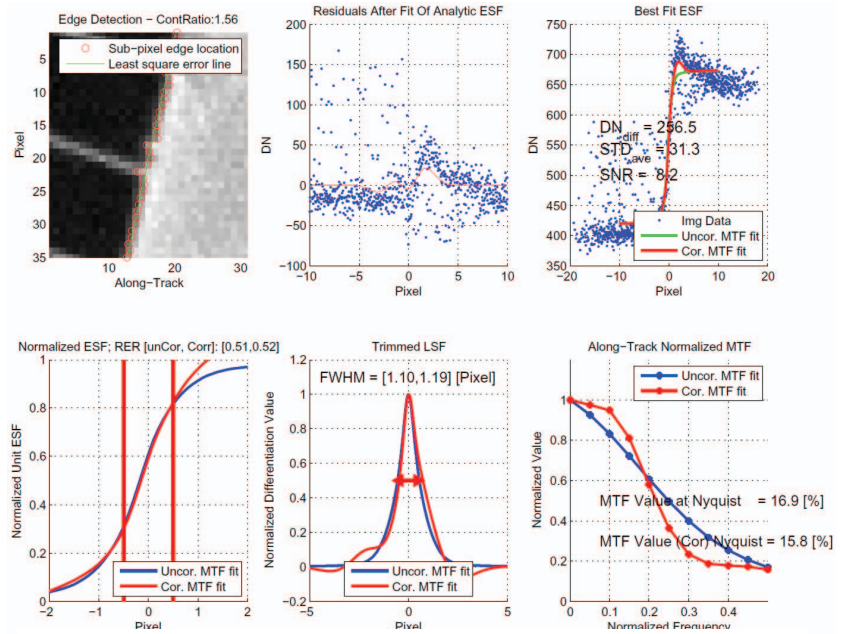 Edge Detection − ContRatio:1.56
Sub-pixel edge location
Least square error line
5
10
15
20
25
30
35
10
20
30
Pixel
Along−Track
Residuals After Fit Of Analytic ESF
200
150
100
50
0
−50
−100
−10
−5
0
5
10
DN
Pixel
Best Fit ESF
750
700
650
600
550
500
450
400
350
−20
−10
0
10
20
DN
Pixel
DNdiff = 256.5
STDave = 31.3
SNR = 8.2
Img Data
Uncor. MTF fit
Cor. MTF fit
Normalized ESF; RER [unCor, Corr]: [0.51,0.52]
1
0.8
0.6
0.4
0.2
0
−2
−1
0
1
2
Normalized Unit ESF
Pixel
Uncor. MTF fit
Cor. MTF fit
Trimmed LSF
FWHM = [1.10,1.19] [Pixel]
1.2
1
0.8
0.6
0.4
0.2
0
−0.2
−5
0
5
Normalized Differentiation Value
Pixel
Uncor. MTF fit
Cor. MTF fit
Along−Track Normalized MTF
Uncor. MTF fit
Cor. MTF fit
1
0.8
0.6
0.4
0.2
0
0.1
0.2
0.3
0.4
Normalized Value
MTF Value at Nyquist = 16.9 [%]
MTF Value (Cor) Nyquist = 15.8 [%]
Normalized Frequency